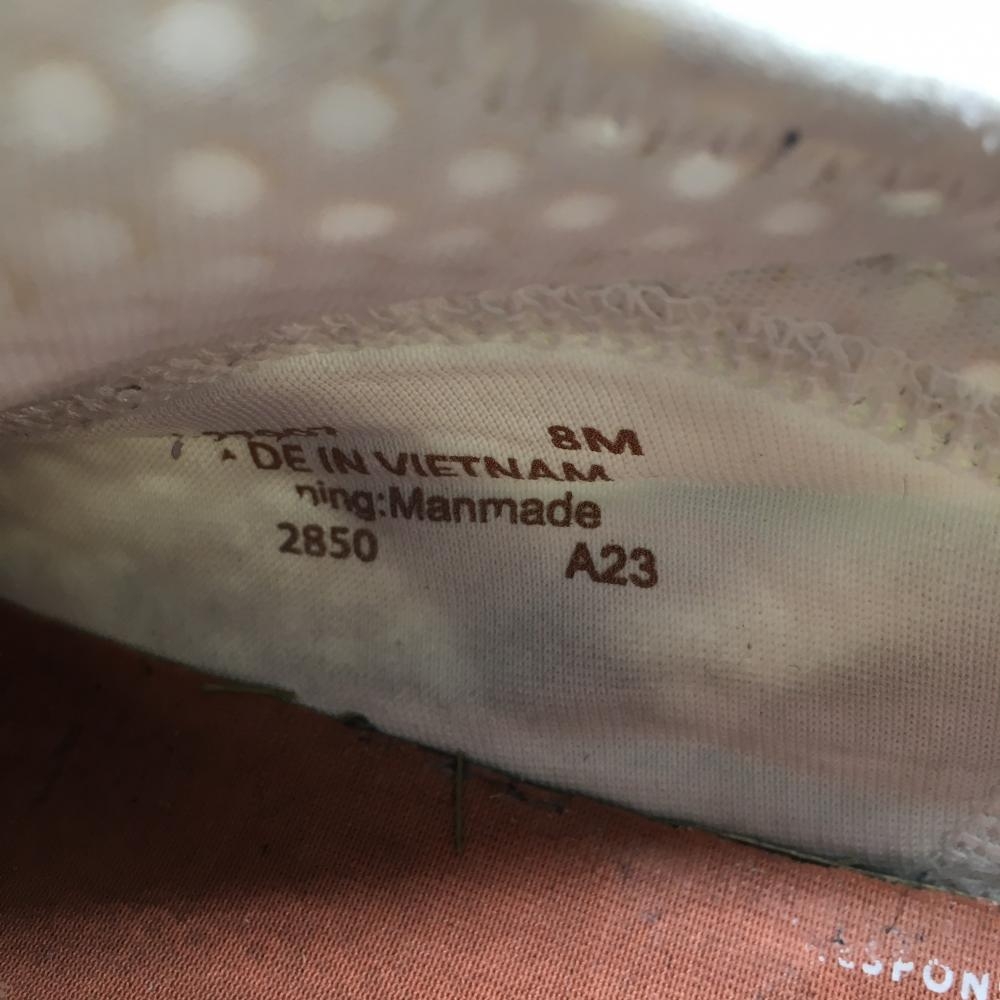 8M
DE IN VIETNAM
ning:Manmade
2850 A23